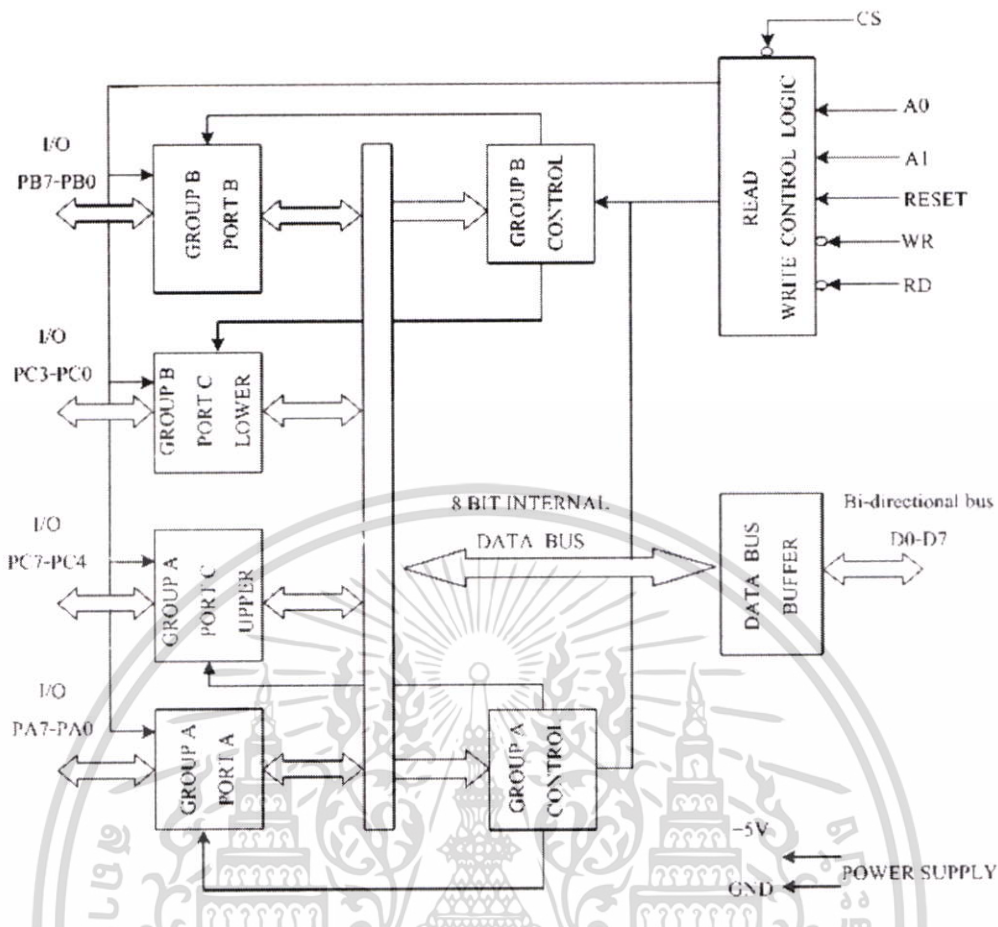 CS
READ
WRITE CONTROL LOGIC
A0
A1
RESET
WR
RD
I/O
PB7-PB0
GROUP B
PORT B
GROUP B
CONTROL
I/O
PC3-PC0
GROUP B
PORT C
LOWER
I/O
PC7-PC4
GROUP A
PORT C
UPPER
8 BIT INTERNAL
DATA BUS
DATA BUS
BUFFER
Bi-directional bus
D0-D7
I/O
PA7-PA0
GROUP A
PORT A
GROUP A
CONTROL
-5V
GND
POWER SUPPLY